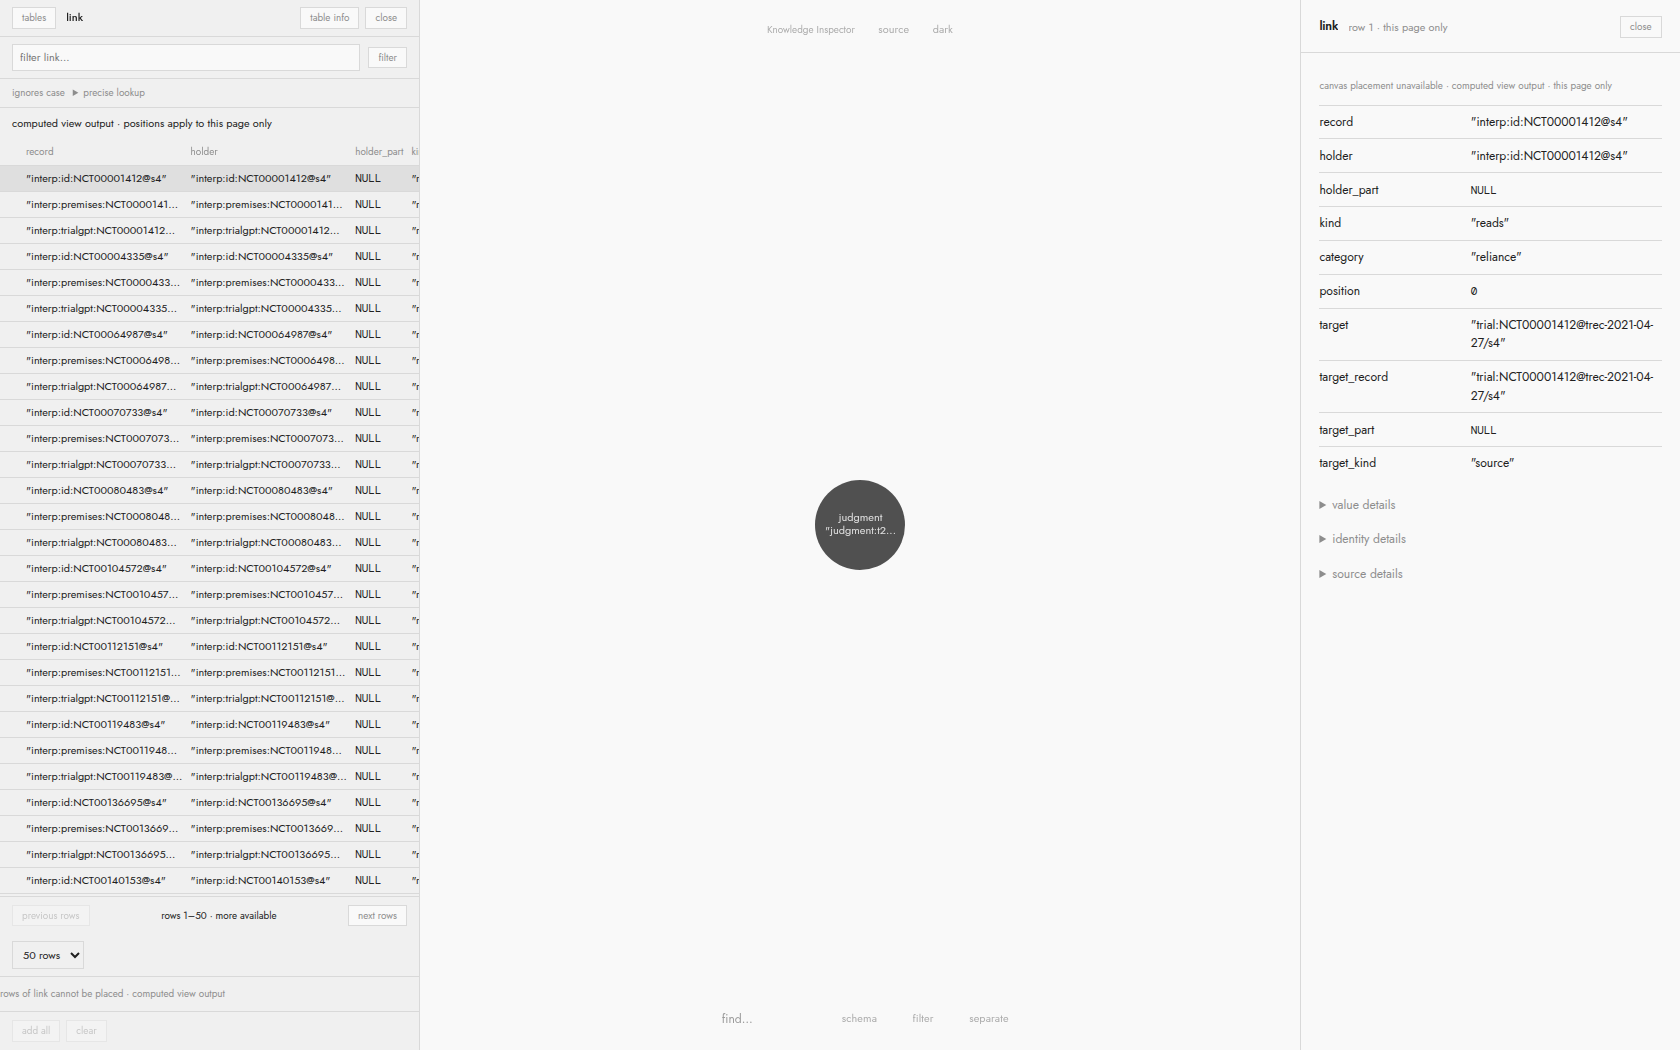 tables link table info close
filter link... filter
ignores case ▶ precise lookup
computed view output · positions apply to this page only
record holder holder_part
"interp:id:NCT00001412@s4" "interp:id:NCT00001412@s4" NULL
"interp:premises:NCT0000141... "interp:premises:NCT0000141... NULL
"interp:trialgpt:NCT00001412... "interp:trialgpt:NCT00001412... NULL
"interp:id:NCT00004335@s4" "interp:id:NCT00004335@s4" NULL
"interp:premises:NCT0000433... "interp:premises:NCT0000433... NULL
"interp:trialgpt:NCT00004335... "interp:trialgpt:NCT00004335... NULL
"interp:id:NCT00064987@s4" "interp:id:NCT00064987@s4" NULL
"interp:premises:NCT0006498... "interp:premises:NCT0006498... NULL
"interp:trialgpt:NCT00064987... "interp:trialgpt:NCT00064987... NULL
"interp:id:NCT00070733@s4" "interp:id:NCT00070733@s4" NULL
"interp:premises:NCT0007073... "interp:premises:NCT0007073... NULL
"interp:trialgpt:NCT00070733... "interp:trialgpt:NCT00070733... NULL
"interp:id:NCT00080483@s4" "interp:id:NCT00080483@s4" NULL
"interp:premises:NCT0008048... "interp:premises:NCT0008048... NULL
"interp:trialgpt:NCT00080483... "interp:trialgpt:NCT00080483... NULL
"interp:id:NCT00104572@s4" "interp:id:NCT00104572@s4" NULL
"interp:premises:NCT0010457... "interp:premises:NCT0010457... NULL
"interp:trialgpt:NCT00104572... "interp:trialgpt:NCT00104572... NULL
"interp:id:NCT00112151@s4" "interp:id:NCT00112151@s4" NULL
"interp:premises:NCT00112151... "interp:premises:NCT00112151... NULL
"interp:trialgpt:NCT00112151@... "interp:trialgpt:NCT00112151@... NULL
"interp:id:NCT00119483@s4" "interp:id:NCT00119483@s4" NULL
"interp:premises:NCT0011948... "interp:premises:NCT0011948... NULL
"interp:trialgpt:NCT00119483@... "interp:trialgpt:NCT00119483@... NULL
"interp:id:NCT00136695@s4" "interp:id:NCT00136695@s4" NULL
"interp:premises:NCT0013669... "interp:premises:NCT0013669... NULL
"interp:trialgpt:NCT00136695... "interp:trialgpt:NCT00136695... NULL
"interp:id:NCT00140153@s4" "interp:id:NCT00140153@s4" NULL
previous rows rows 1–50 · more available next rows
50 rows
rows of link cannot be placed · computed view output
add all clear
Knowledge Inspector source dark
judgment
"judgment:t2...
find... schema filter separate
link row 1 · this page only close
canvas placement unavailable · computed view output · this page only
record "interp:id:NCT00001412@s4"
holder "interp:id:NCT00001412@s4"
holder_part NULL
kind "reads"
category "reliance"
position 0
target "trial:NCT00001412@trec-2021-04-
27/s4"
target_record "trial:NCT00001412@trec-2021-04-
27/s4"
target_part NULL
target_kind "source"
▶ value details
▶ identity details
▶ source details